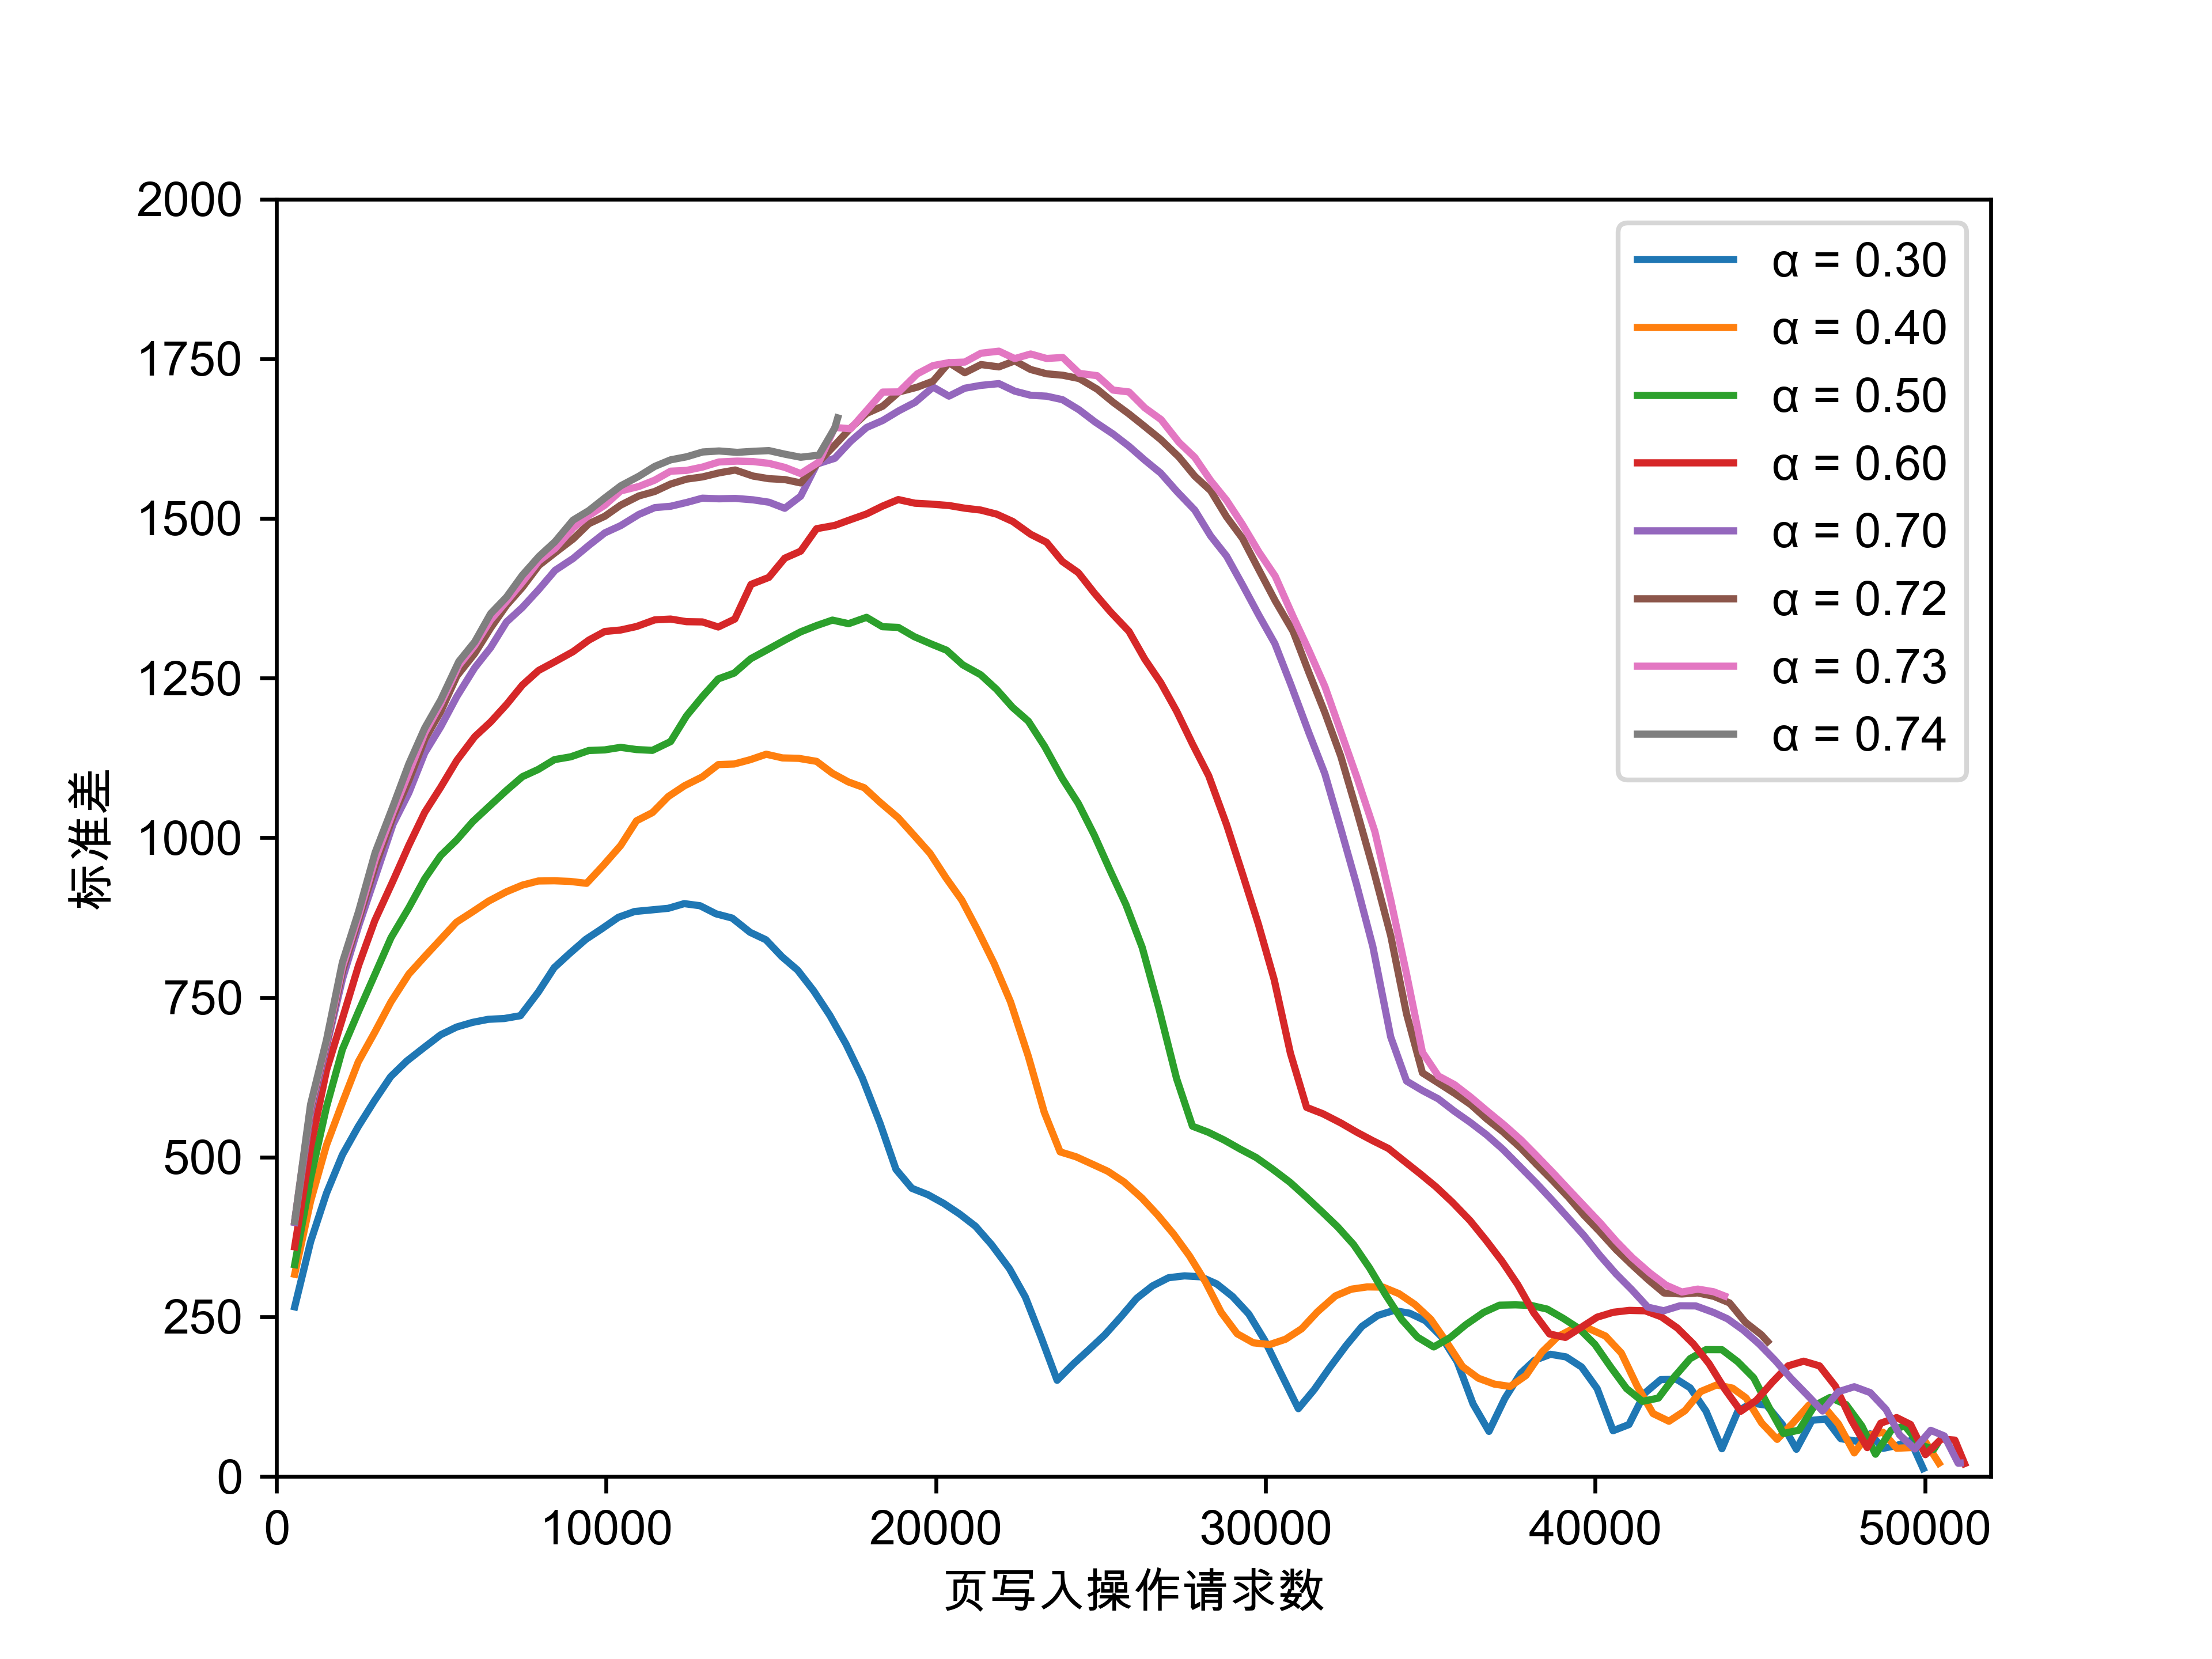 2000
1750
1500
1250
1000
750
500
250
0
标准差
0
10000
20000
30000
40000
50000
页写入操作请求数
α = 0.30
α = 0.40
α = 0.50
α = 0.60
α = 0.70
α = 0.72
α = 0.73
α = 0.74